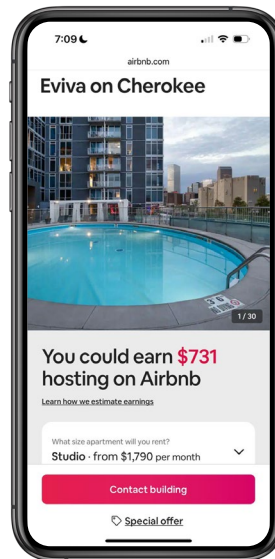 7:09
airbnb.com
Eviva on Cherokee
1 / 30
You could earn $731
hosting on Airbnb
Learn how we estimate earnings
What size apartment will you rent?
Studio · from $1,790 per month
Contact building
Special offer